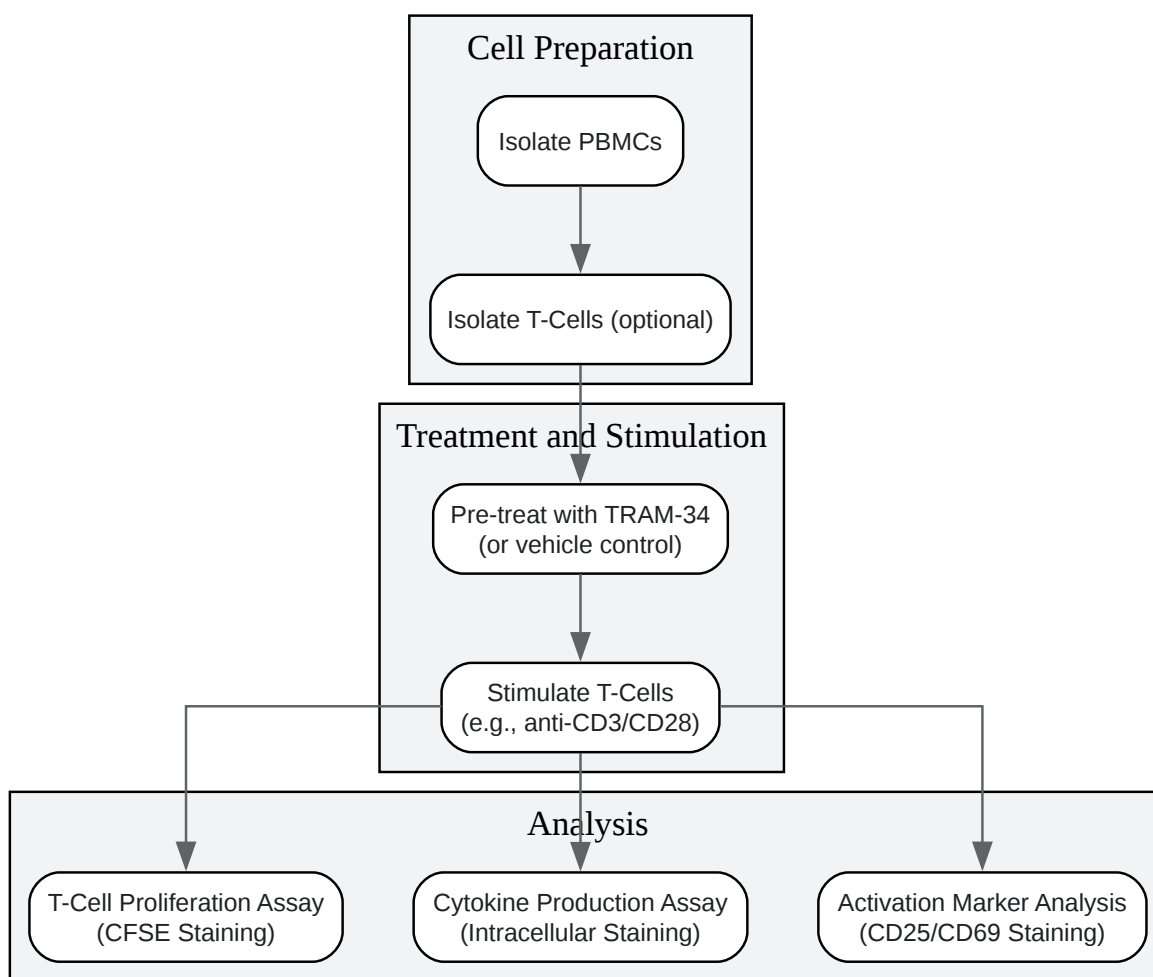 Cell Preparation
Isolate PBMCs
Isolate T-Cells (optional)
Treatment and Stimulation
Pre-treat with TRAM-34
(or vehicle control)
Stimulate T-Cells
(e.g., anti-CD3/CD28)
Analysis
T-Cell Proliferation Assay
(CFSE Staining)
Cytokine Production Assay
(Intracellular Staining)
Activation Marker Analysis
(CD25/CD69 Staining)